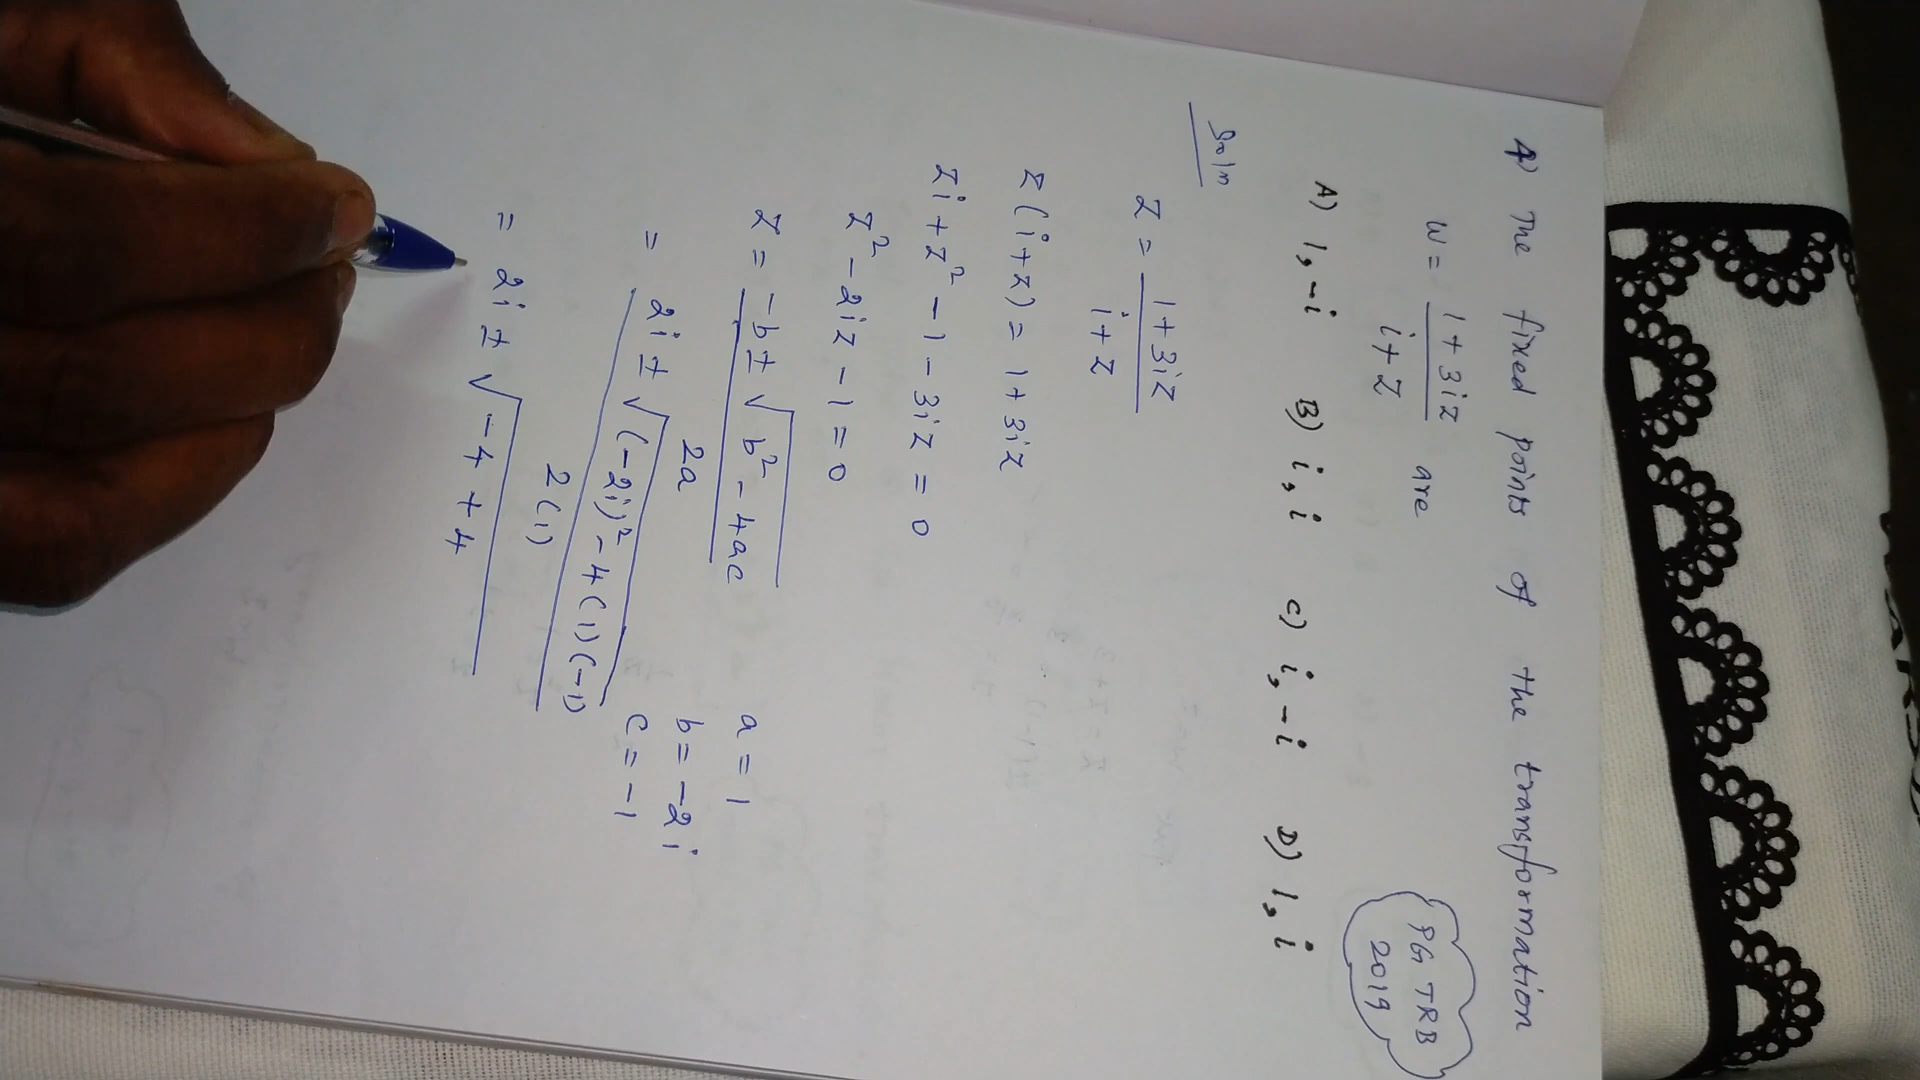 4) The fixed points of the transformation
w = 1+3iz / i+z are
PG TRB
2019
A) 1, -i B) i, i C) i, -i D) 1, i
Soln
z = 1+3iz / i+z
z(i+z) = 1+3iz
zi+z² -1-3iz = 0
z² -2iz -1 = 0
z = -b ± √b² - 4ac / 2a
a = 1
b = -2i
c = -1
= 2i ± √(-2i)² - 4(1)(-1) / 2(1)
= 2i ± √-4+4